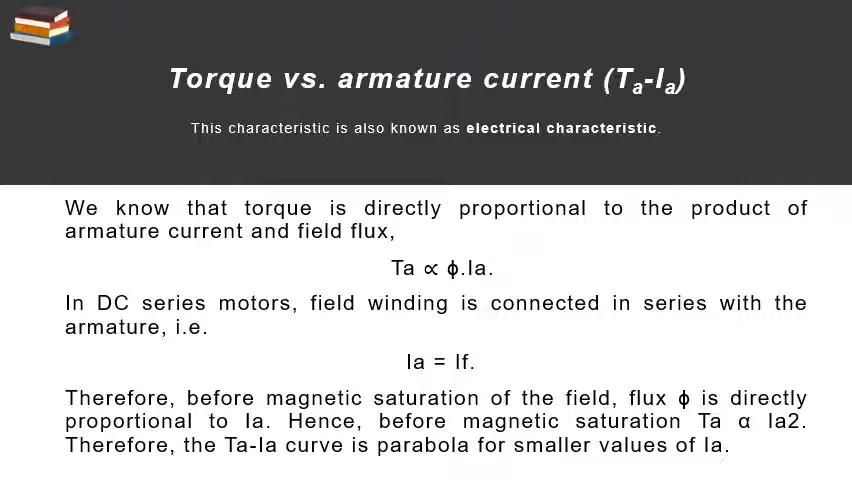 Torque vs. armature current (Ta-Ia)
This characteristic is also known as electrical characteristic.
We know that torque is directly proportional to the product of
armature current and field flux,
Ta ∝ ϕ.Ia.
In DC series motors, field winding is connected in series with the
armature, i.e.
Ia = If.
Therefore, before magnetic saturation of the field, flux ϕ is directly
proportional to Ia. Hence, before magnetic saturation Ta α Ia2.
Therefore, the Ta-Ia curve is parabola for smaller values of Ia.